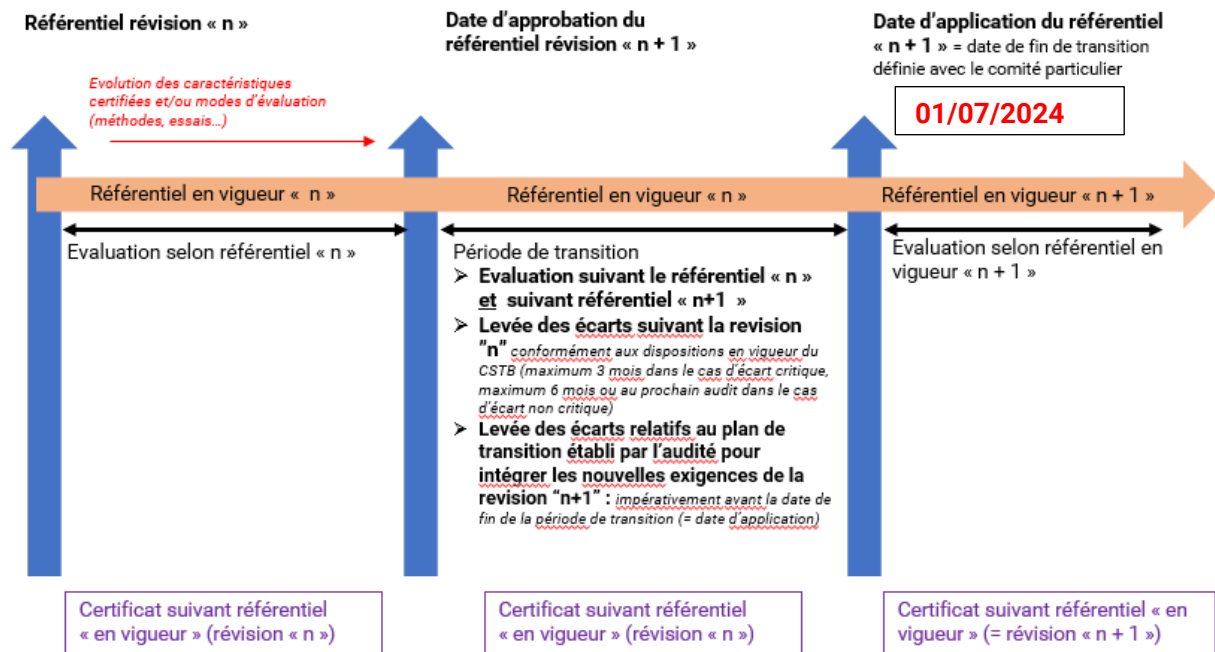 Référentiel révision « n »
Date d’approbation du
référentiel révision « n + 1 »
Date d’application du référentiel
« n + 1 » = date de fin de transition
définie avec le comité particulier
01/07/2024
Evolution des caractéristiques
certifiées et/ou modes d’évaluation
(méthodes, essais…)
Référentiel en vigueur «  n »
Référentiel en vigueur « n »
Référentiel en vigueur « n + 1 »
Evaluation selon référentiel « n »
Période de transition
➢ Evaluation suivant le référentiel « n »
et  suivant référentiel « n+1  »
➢ Levée des écarts suivant la revision
"n" conformément aux dispositions en vigueur du
CSTB (maximum 3 mois dans le cas d’écart critique,
maximum 6 mois ou au prochain audit dans le cas
d’écart non critique)
➢ Levée des écarts relatifs au plan de
transition établi par l’audité pour
intégrer les nouvelles exigences de la
revision “n+1” : impérativement avant la date de
fin de la période de transition (= date d’application)
Evaluation selon référentiel en
vigueur « n + 1 »
Certificat suivant référentiel
« en vigueur » (révision « n »)
Certificat suivant référentiel
« en vigueur » (révision « n »)
Certificat suivant référentiel « en
vigueur » (= révision « n + 1 »)